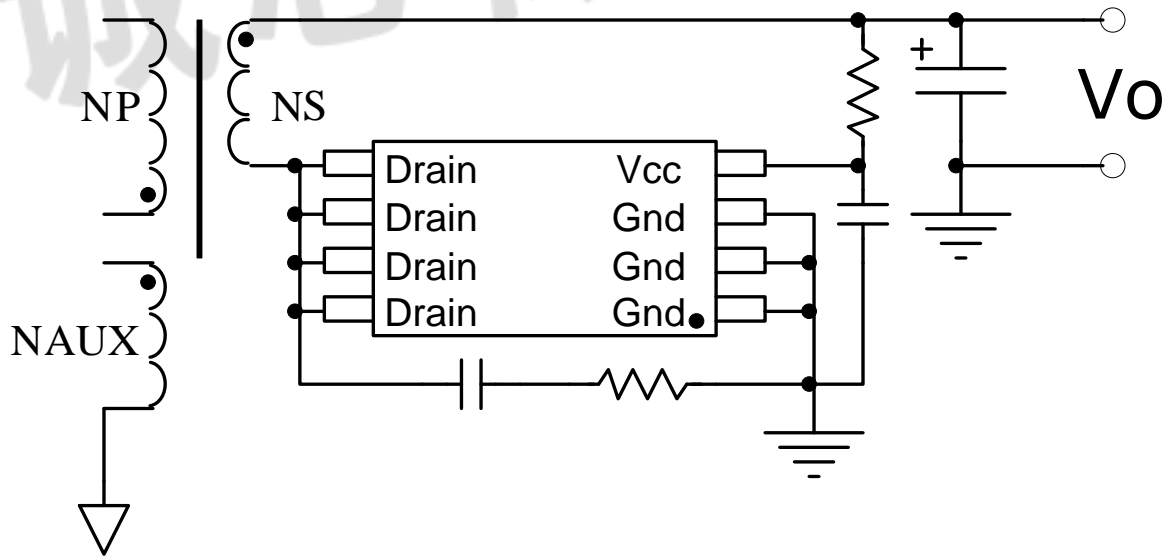 +
Vo
NP
NS
Drain Vcc
Drain Gnd
Drain Gnd
Drain Gnd
NAUX